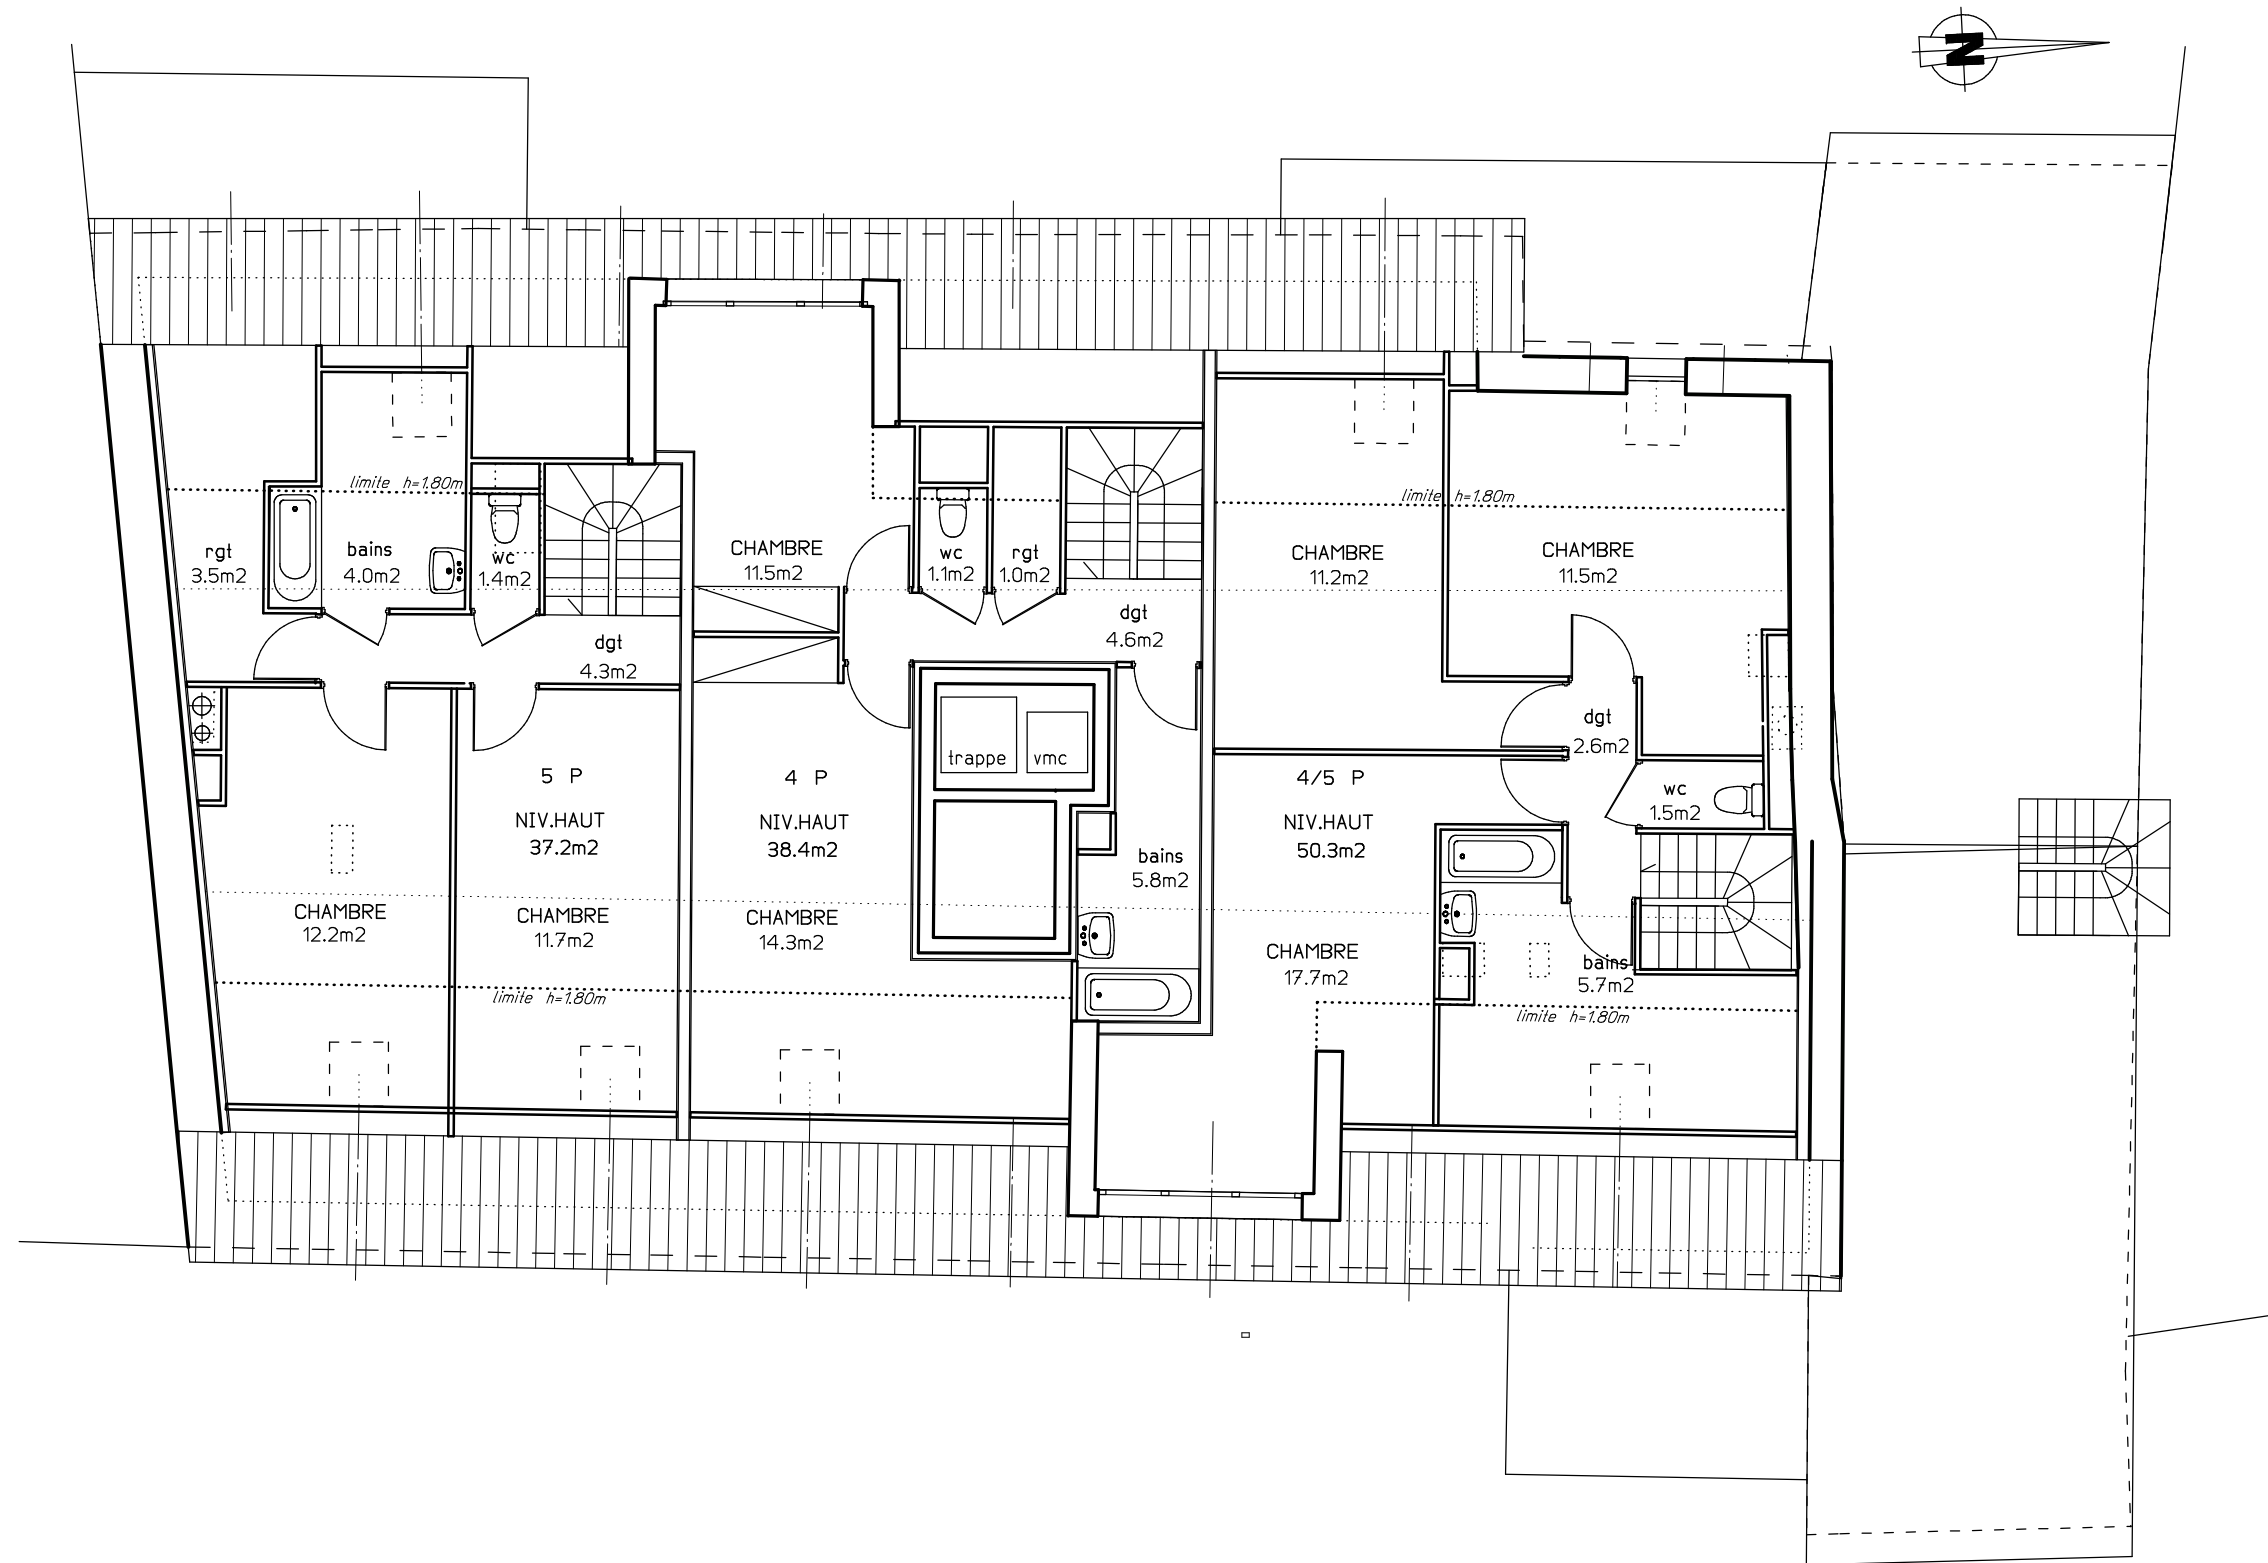 N
limite h=1.80m
rgt
3.5m2
bains
4.0m2
wc
1.4m2
dgt
4.3m2
5 P
NIV.HAUT
37.2m2
CHAMBRE
12.2m2
CHAMBRE
11.7m2
limite h=1.80m
CHAMBRE
11.5m2
wc
1.1m2
rgt
1.0m2
dgt
4.6m2
trappe
vmc
4 P
NIV.HAUT
38.4m2
CHAMBRE
14.3m2
bains
5.8m2
limite h=1.80m
CHAMBRE
11.2m2
CHAMBRE
11.5m2
dgt
2.6m2
wc
1.5m2
4/5 P
NIV.HAUT
50.3m2
CHAMBRE
17.7m2
bains
5.7m2
limite h=1.80m